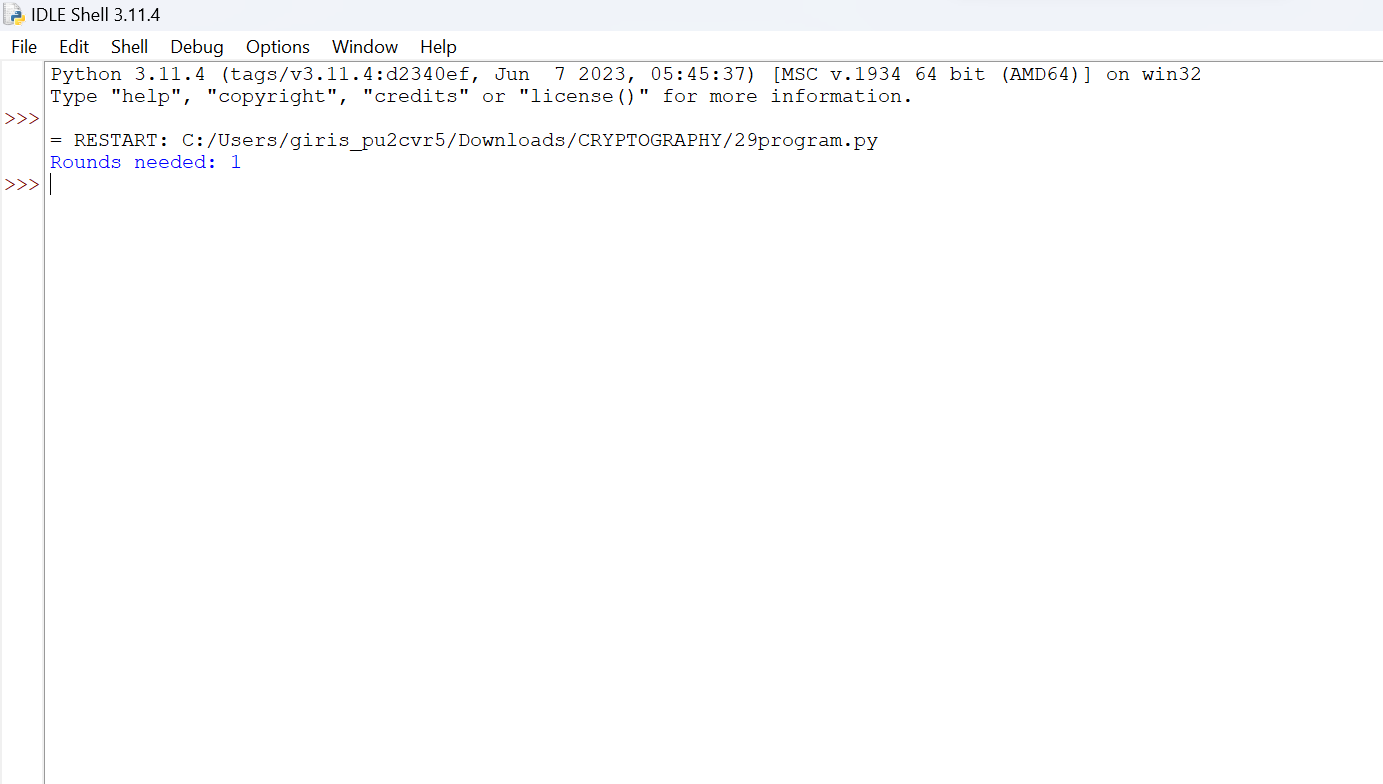 IDLE Shell 3.11.4
File Edit Shell Debug Options Window Help
Python 3.11.4 (tags/v3.11.4:d2340ef, Jun  7 2023, 05:45:37) [MSC v.1934 64 bit (AMD64)] on win32
Type "help", "copyright", "credits" or "license()" for more information.
>>>
= RESTART: C:/Users/giris_pu2cvr5/Downloads/CRYPTOGRAPHY/29program.py
Rounds needed: 1
>>>